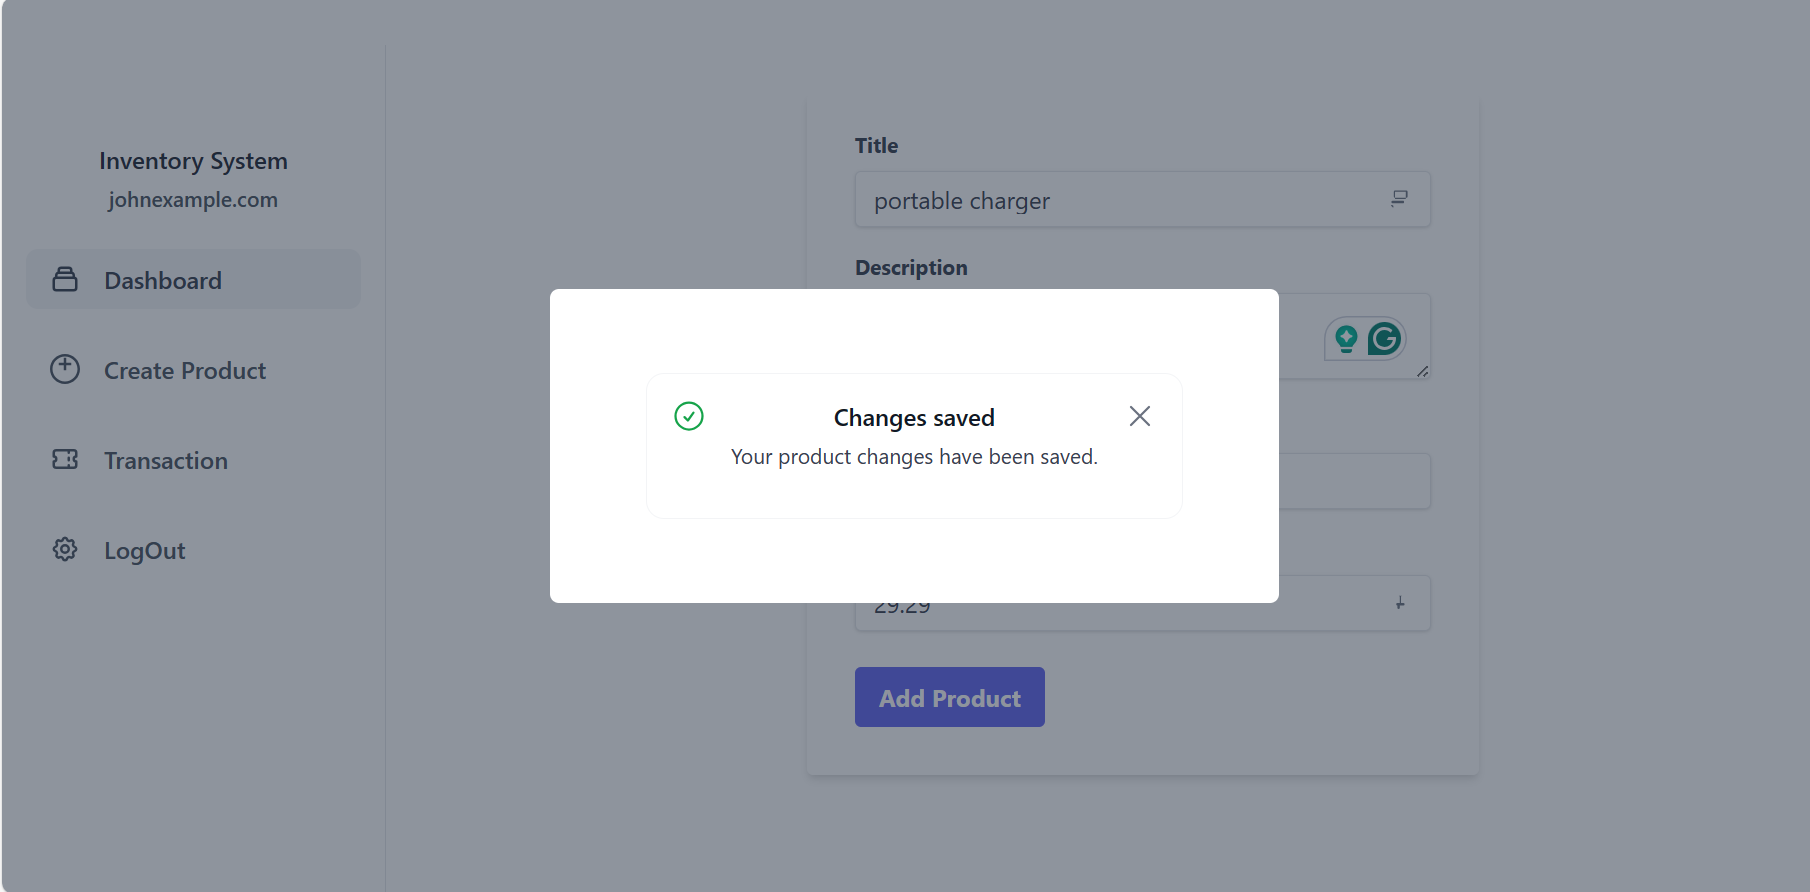 Inventory System
johnexample.com
Dashboard
Create Product
Transaction
LogOut
Title
portable charger
Description
Changes saved
Your product changes have been saved.
29.29
Add Product